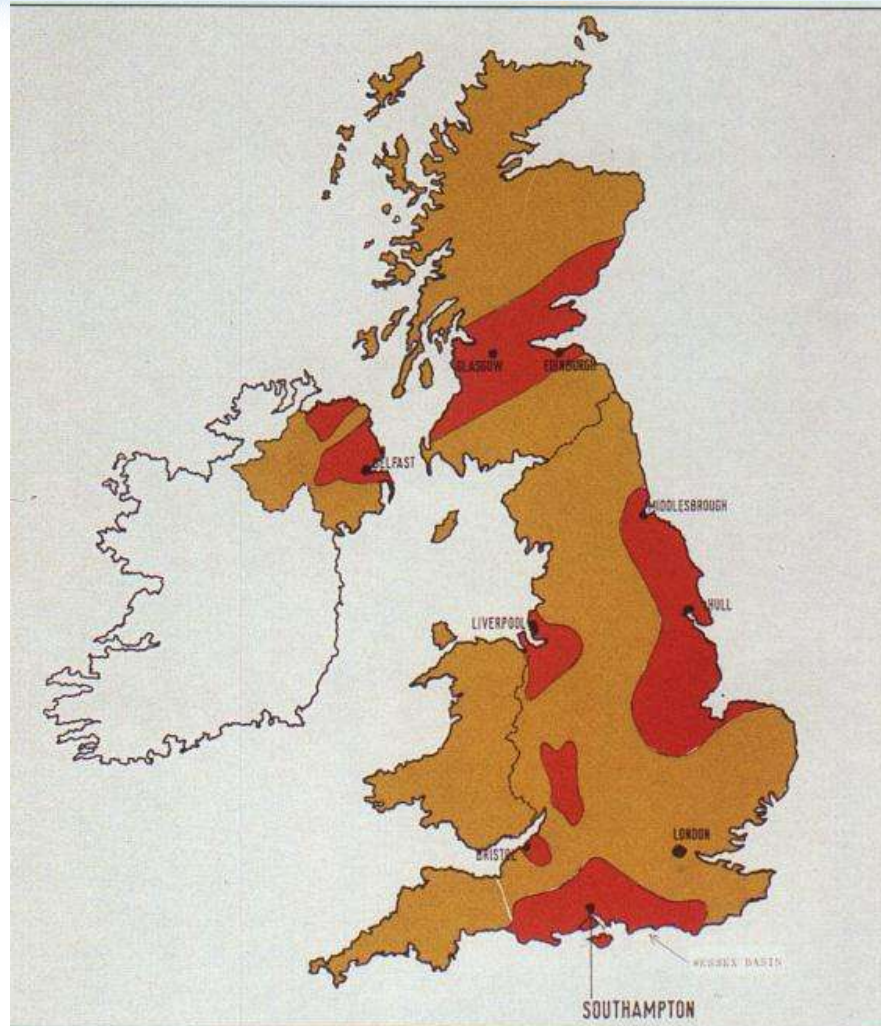 GLASGOW
EDINBURGH
BELFAST
MIDDLESBROUGH
HULL
LIVERPOOL
LONDON
BRISTOL
WESSEX BASIN
SOUTHAMPTON